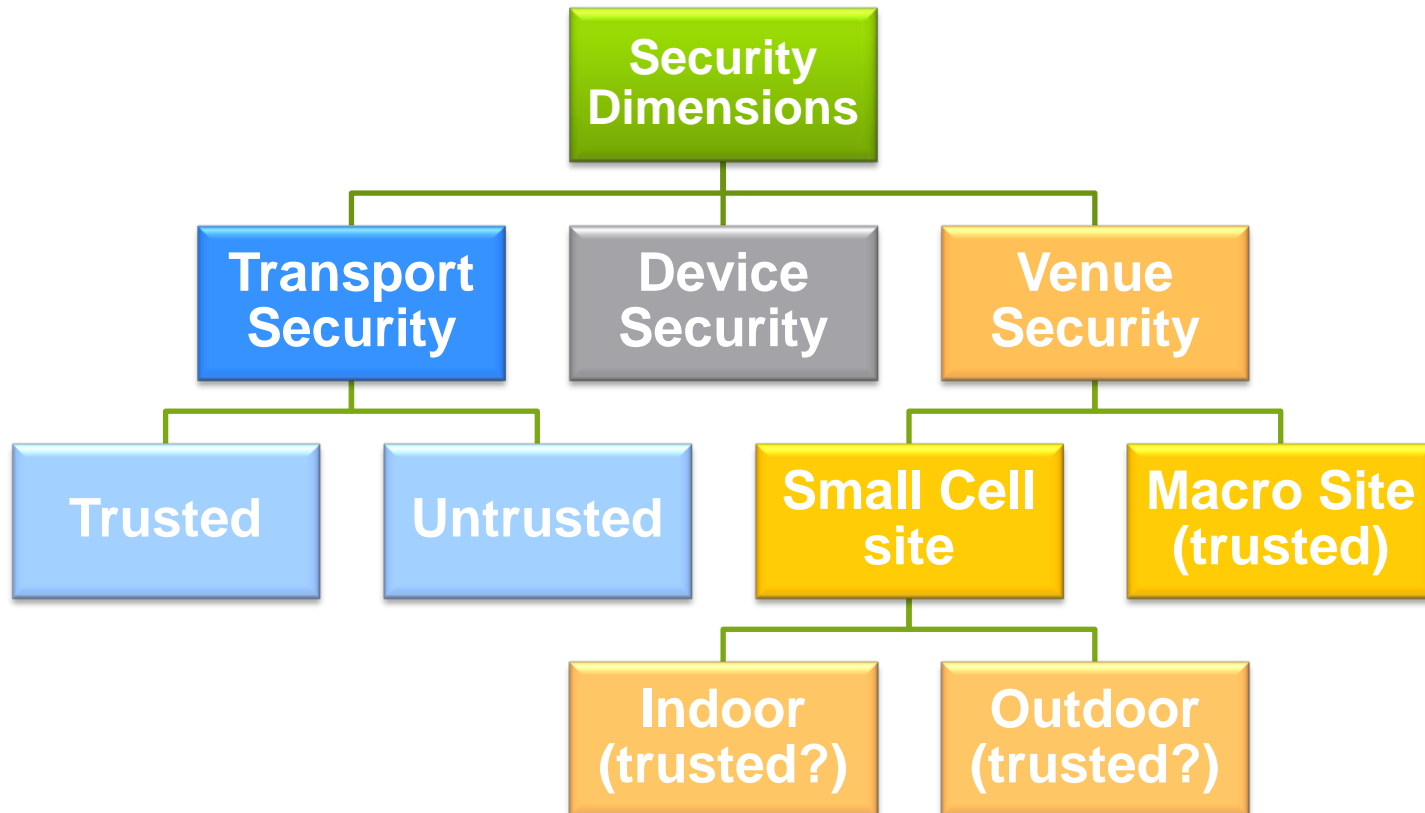 Security
Dimensions
Transport
Security
Device
Security
Venue
Security
Trusted
Untrusted
Small Cell
site
Macro Site
(trusted)
Indoor
(trusted?)
Outdoor
(trusted?)